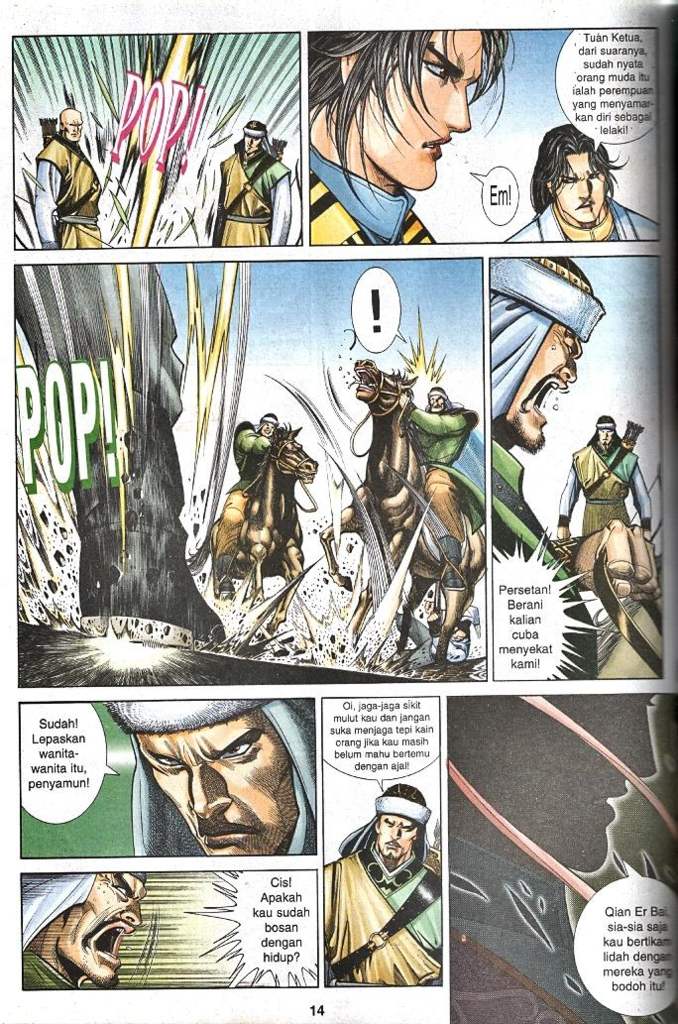 POP!
Tuan Ketua,
dari suaranya,
sudah nyata
orang muda itu
ialah perempuan
yang menyamar-
kan diri sebagai
lelaki!
Em!
POP!
!
Persetan!
Berani
kalian
cuba
menyekat
kami!
Sudah!
Lepaskan
wanita-
wanita itu,
penyamun!
Oi, jaga-jaga sikit
mulut kau dan jangan
suka menjaga tepi kain
orang jika kau masih
belum mahu bertemu
dengan ajal!
Cis!
Apakah
kau sudah
bosan
dengan
hidup?
Qian Er Bai,
sia-sia saja
kau bertikam
lidah dengan
mereka yang
bodoh itu!
14